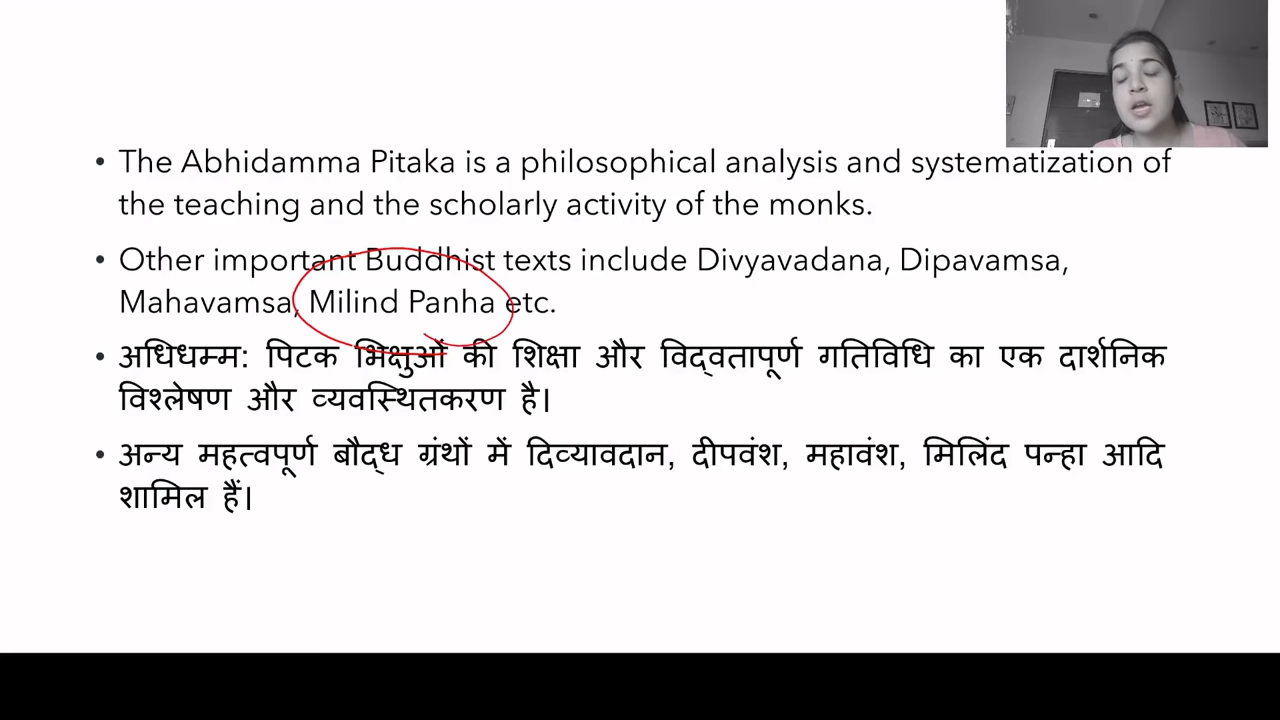 • The Abhidamma Pitaka is a philosophical analysis and systematization of
the teaching and the scholarly activity of the monks.
• Other important Buddhist texts include Divyavadana, Dipavamsa,
Mahavamsa, Milind Panha etc.
• अधिधम्म: पिटक भिक्षुओं की शिक्षा और विद्वतापूर्ण गतिविधि का एक दार्शनिक
विश्लेषण और व्यवस्थितकरण है।
• अन्य महत्वपूर्ण बौद्ध ग्रंथों में दिव्यावदान, दीपवंश, महावंश, मिलिंद पन्हा आदि
शामिल हैं।